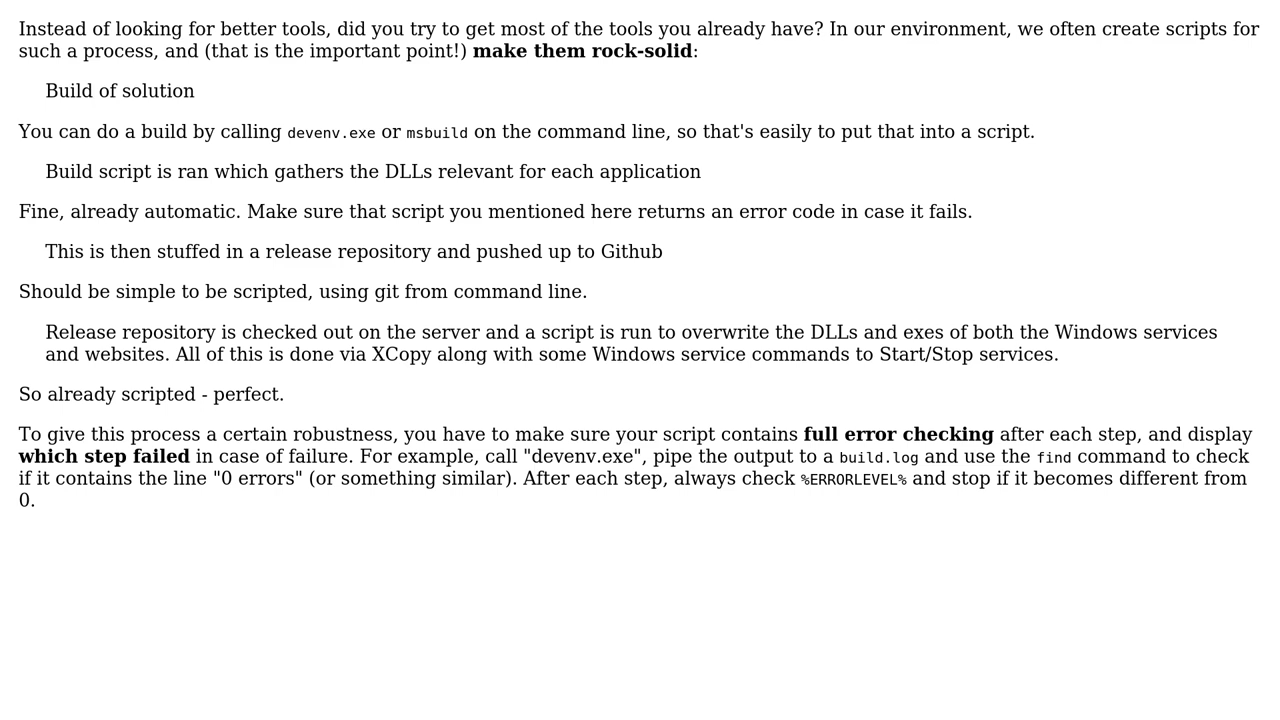 Instead of looking for better tools, did you try to get most of the tools you already have? In our environment, we often create scripts for
such a process, and (that is the important point!) make them rock-solid:
Build of solution
You can do a build by calling devenv.exe or msbuild on the command line, so that's easily to put that into a script.
Build script is ran which gathers the DLLs relevant for each application
Fine, already automatic. Make sure that script you mentioned here returns an error code in case it fails.
This is then stuffed in a release repository and pushed up to Github
Should be simple to be scripted, using git from command line.
Release repository is checked out on the server and a script is run to overwrite the DLLs and exes of both the Windows services
and websites. All of this is done via XCopy along with some Windows service commands to Start/Stop services.
So already scripted - perfect.
To give this process a certain robustness, you have to make sure your script contains full error checking after each step, and display
which step failed in case of failure. For example, call "devenv.exe", pipe the output to a build.log and use the find command to check
if it contains the line "0 errors" (or something similar). After each step, always check %ERRORLEVEL% and stop if it becomes different from
0.